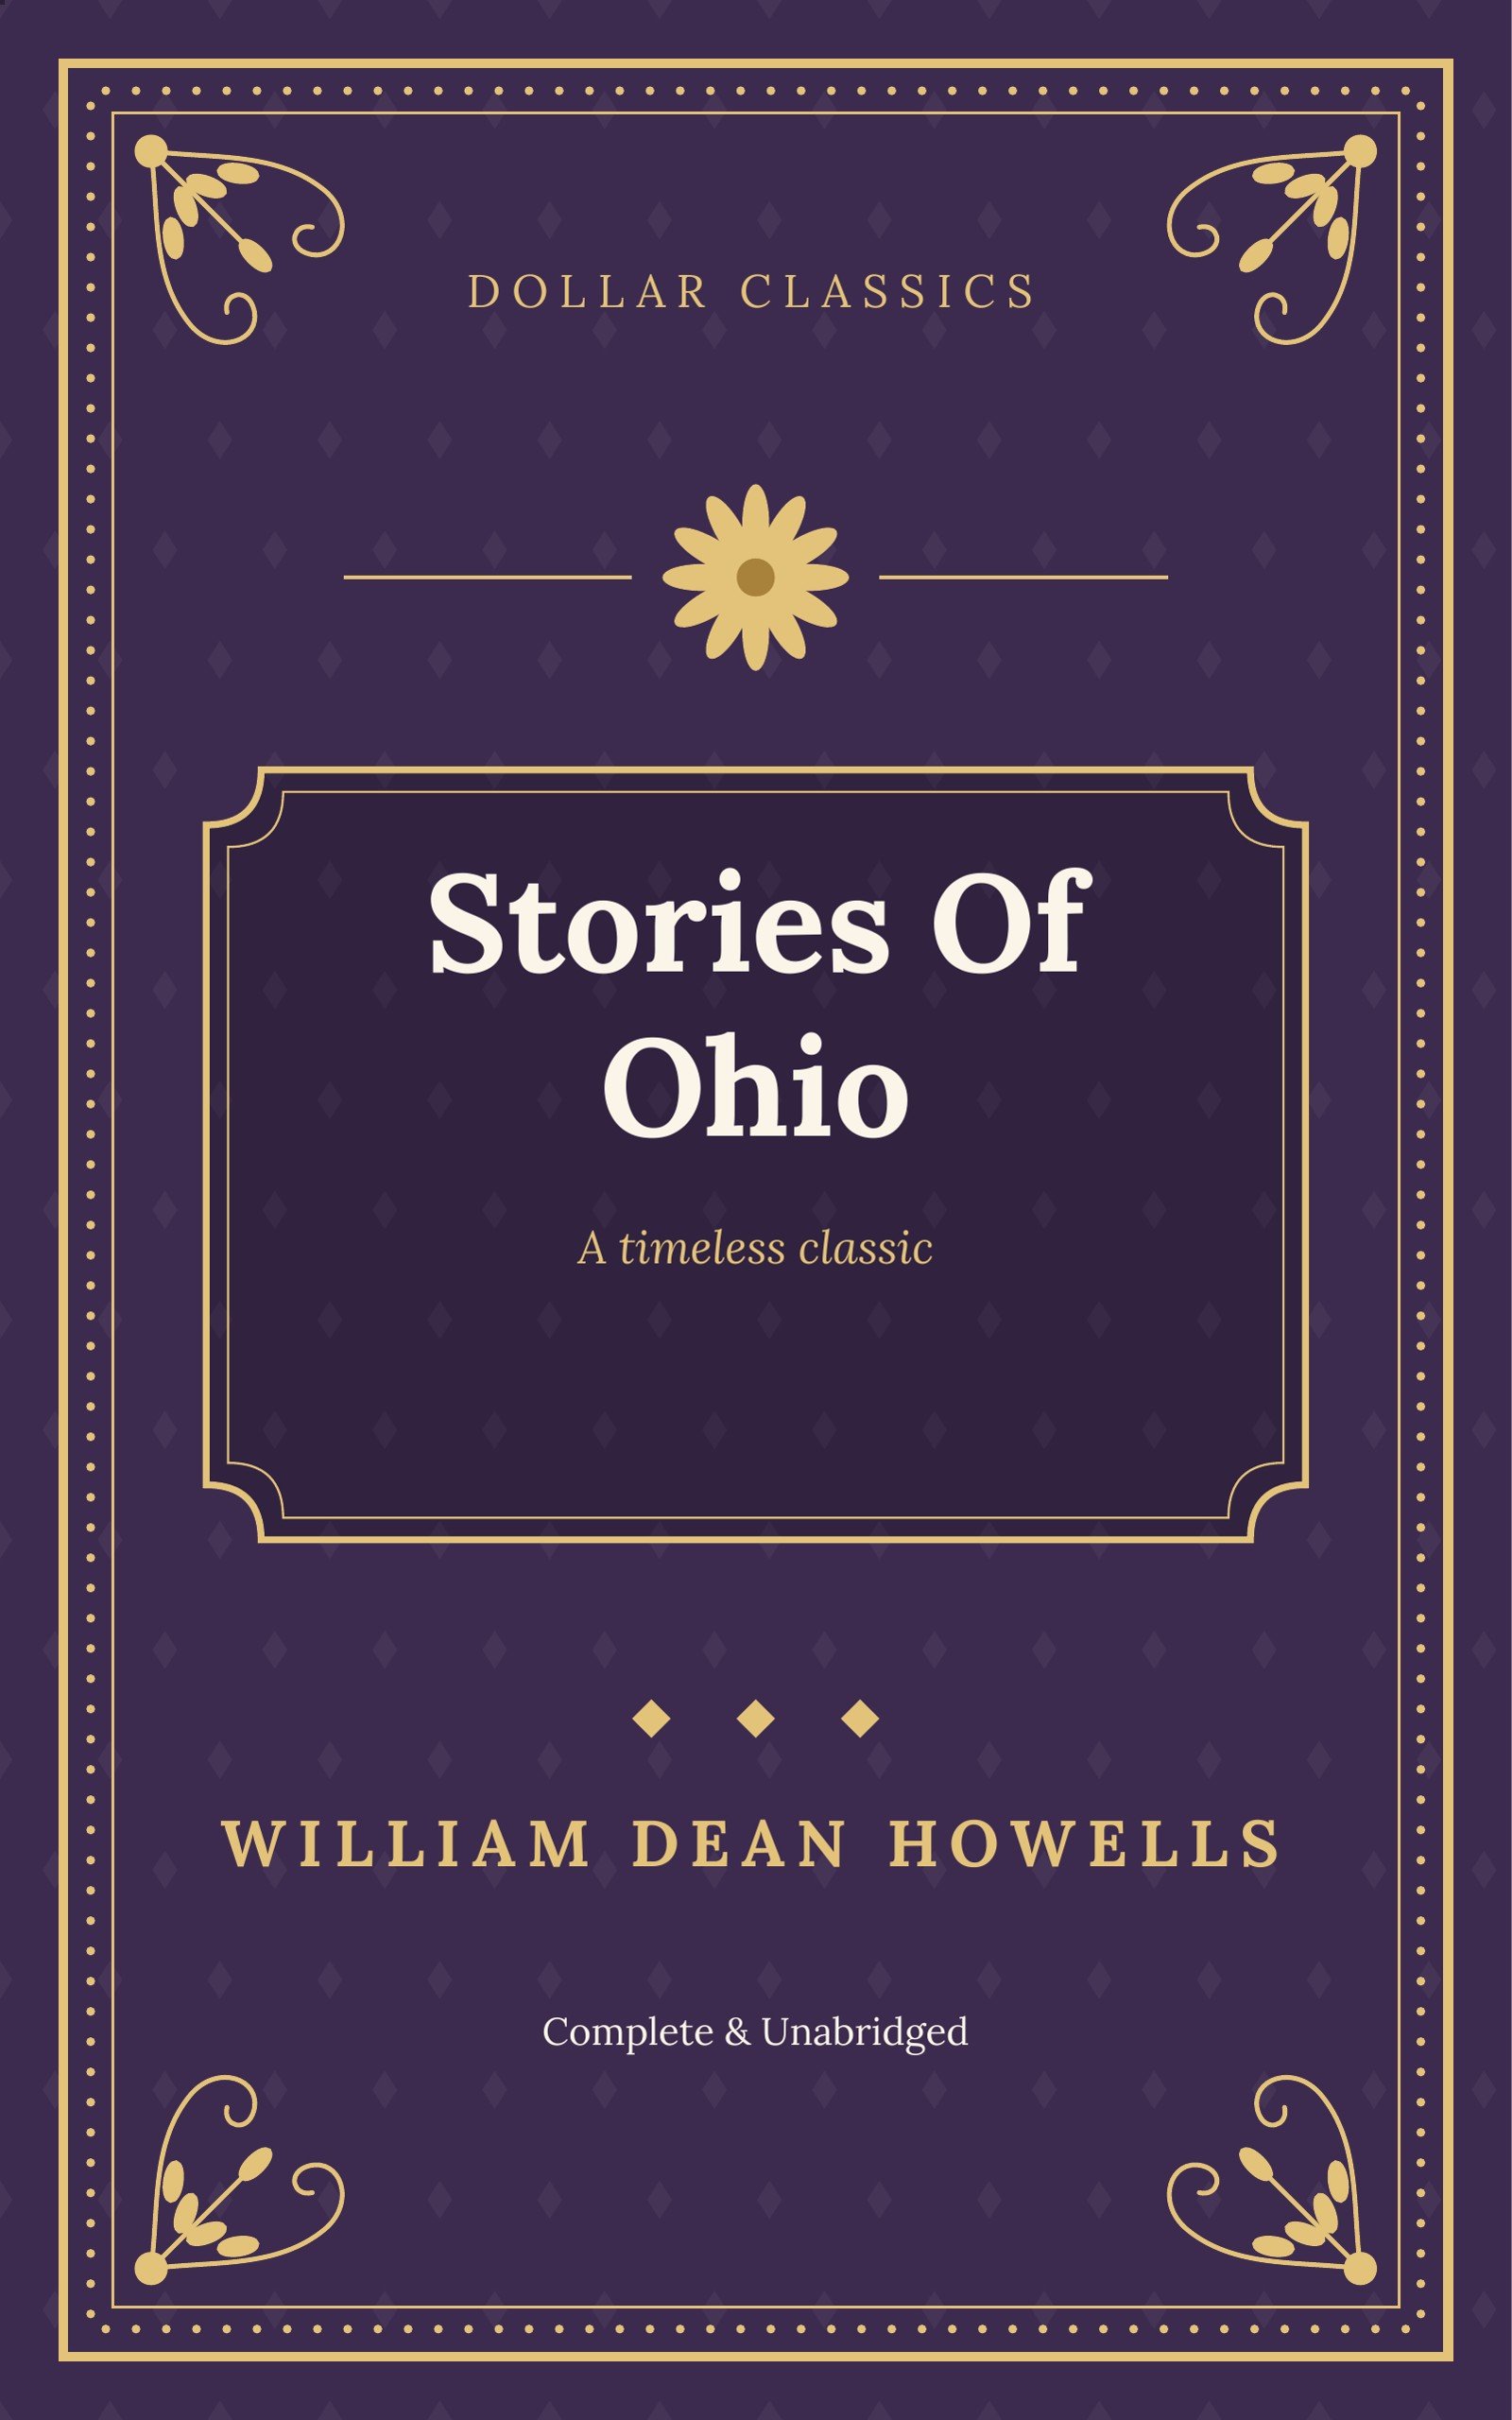 DOLLAR CLASSICS
Stories Of
Ohio
A timeless classic
WILLIAM DEAN HOWELLS
Complete & Unabridged